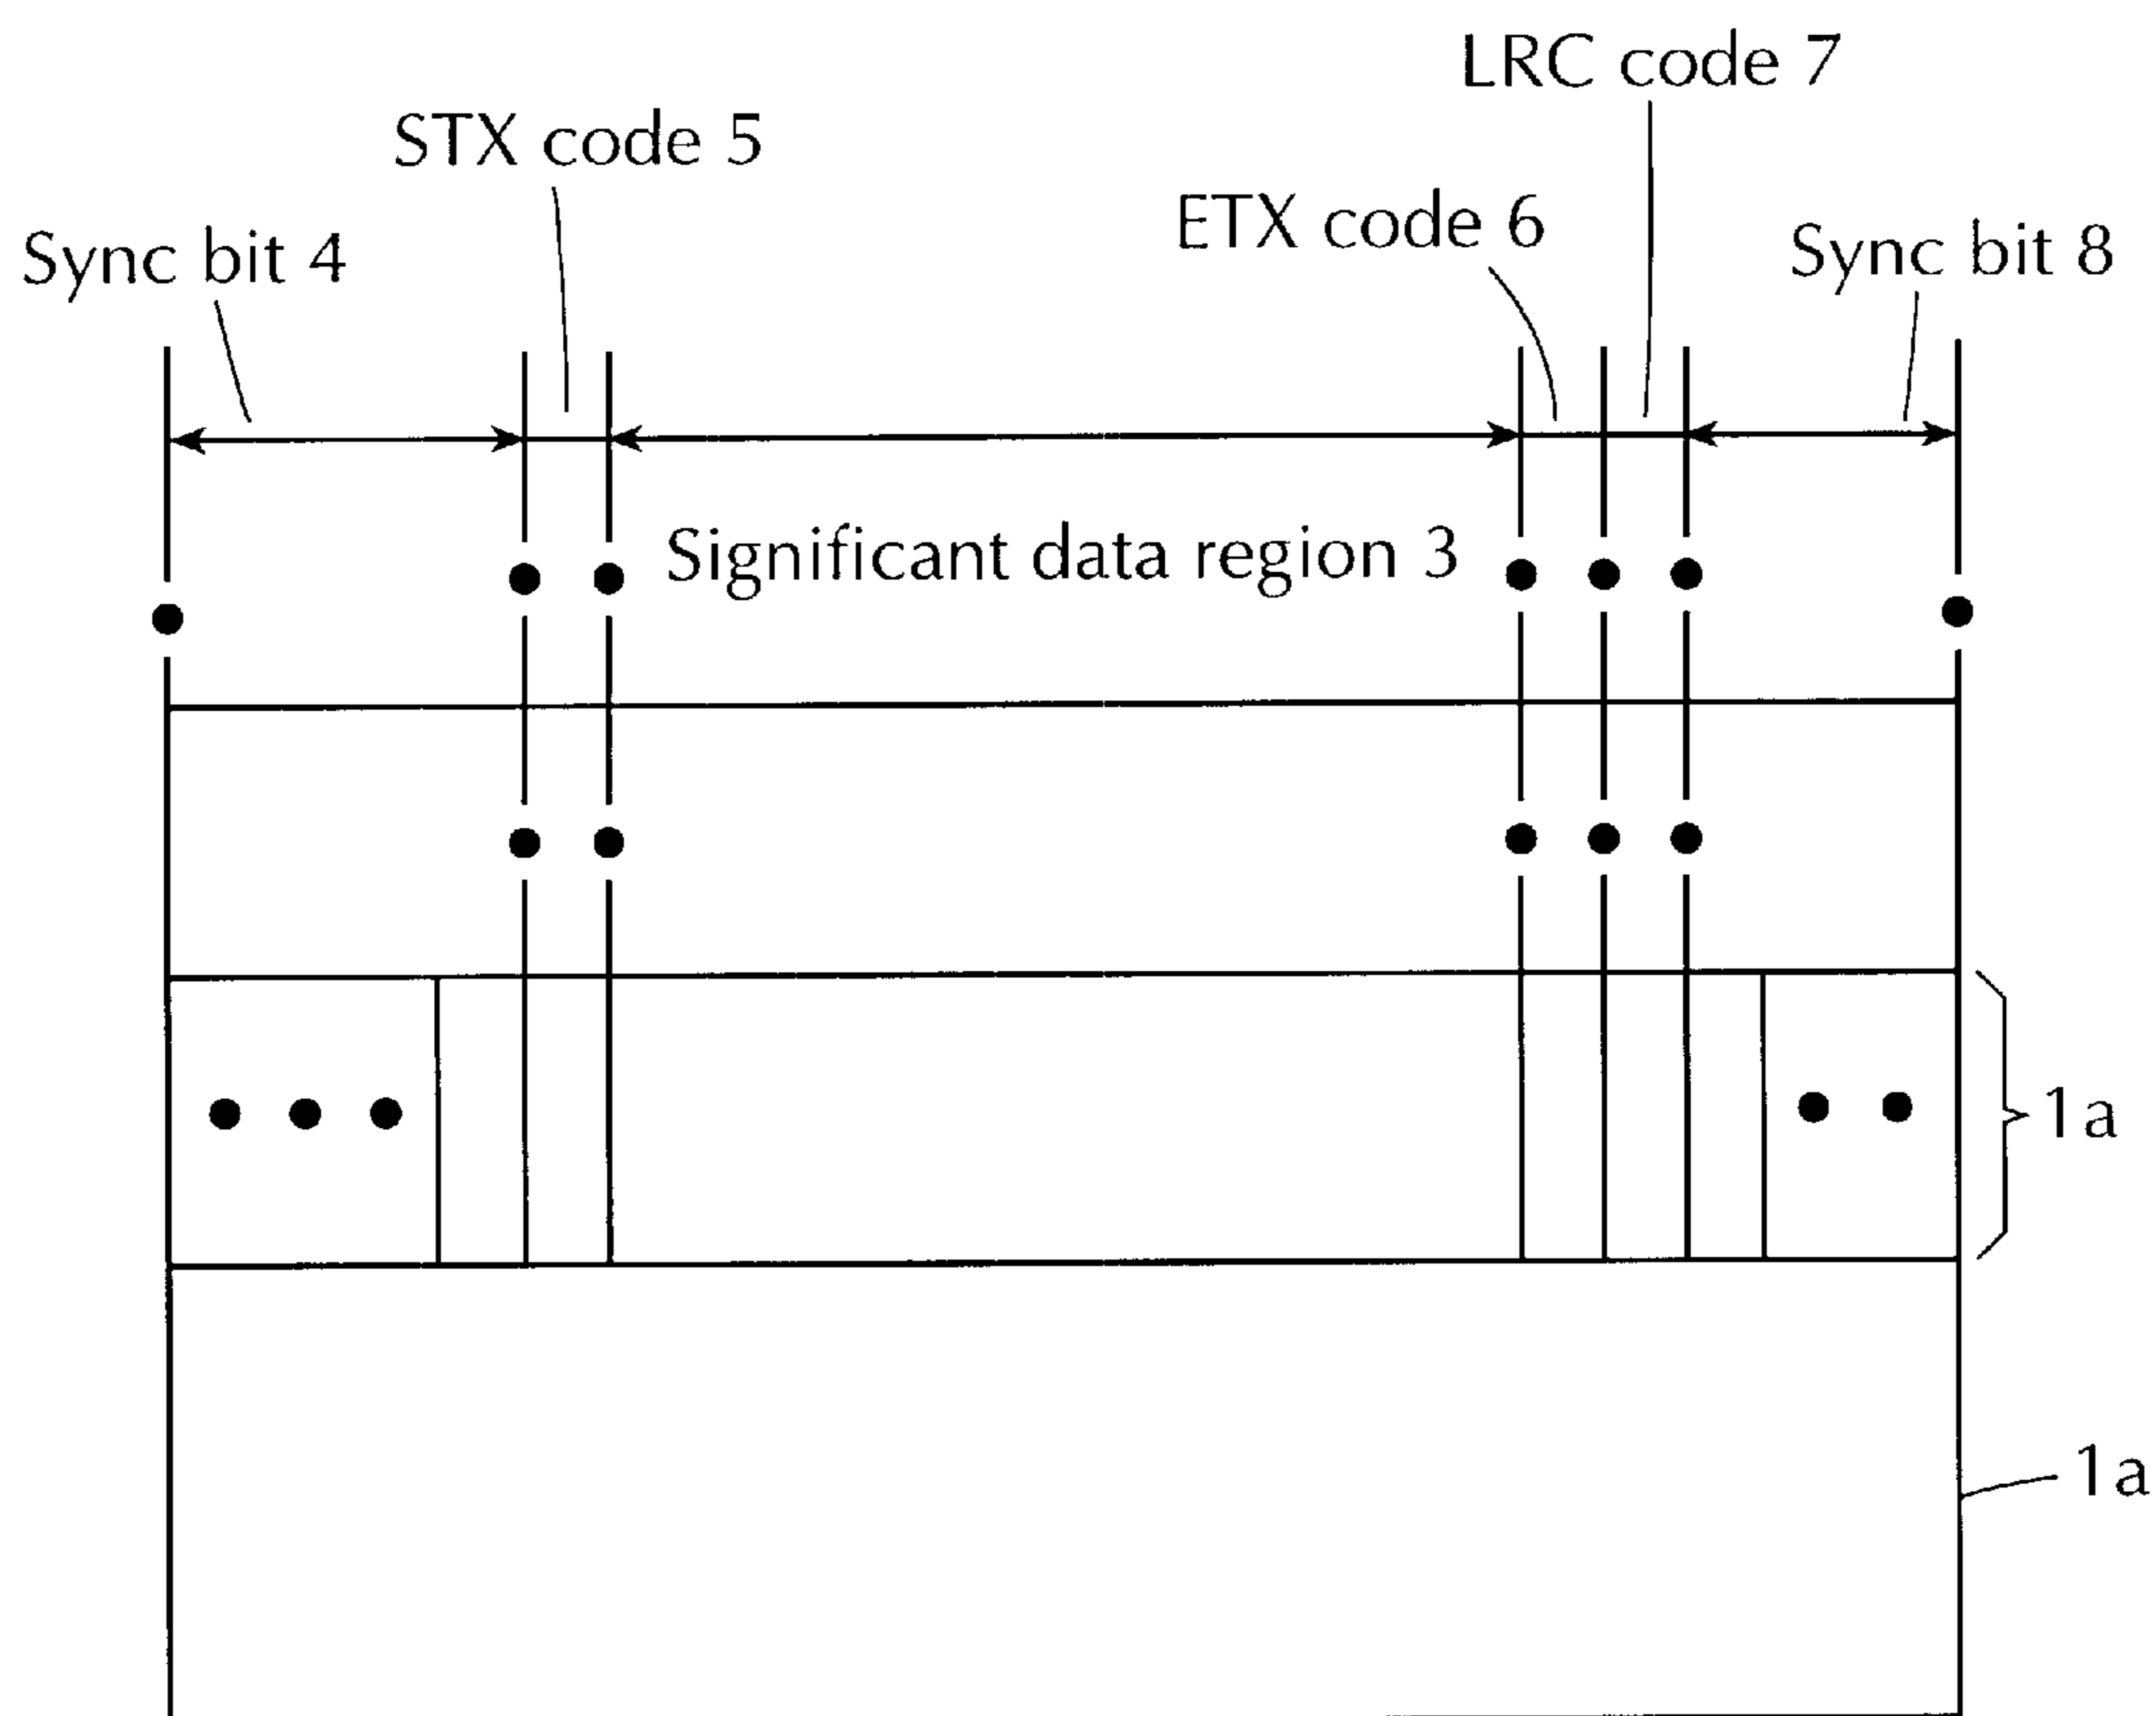 LRC code 7
STX code 5
ETX code 6
Sync bit 4
Sync bit 8
Significant data region 3
1a
1a